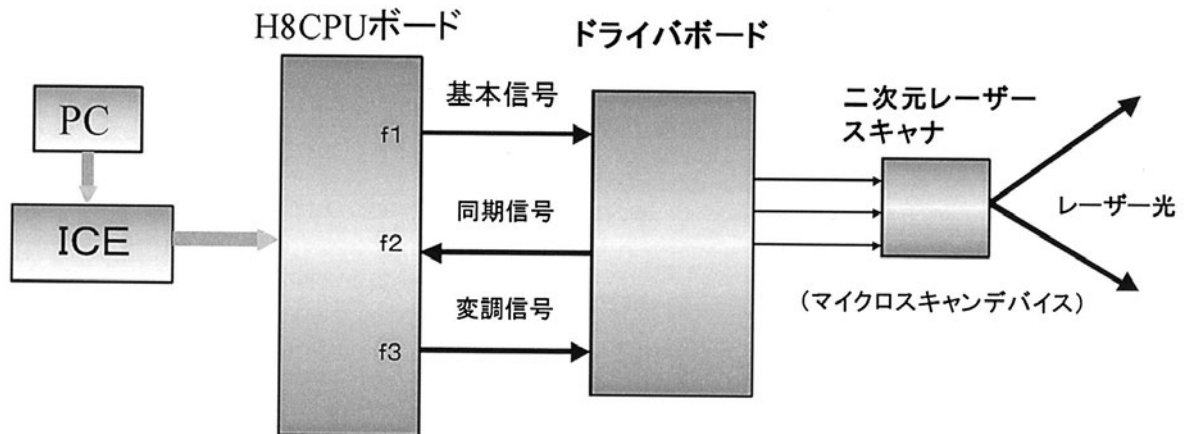 H8CPUボード
ドライバボード
PC
ICE
f1
基本信号
f2
同期信号
f3
変調信号
二次元レーザー
スキャナ
レーザー光
(マイクロスキャンデバイス)